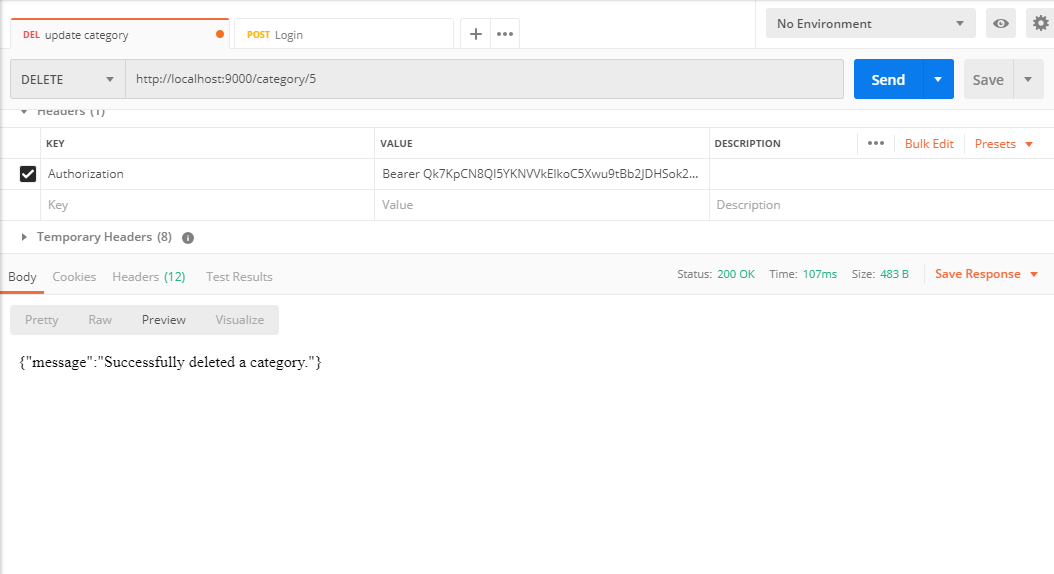 DEL update category
POST Login
No Environment
DELETE
http://localhost:9000/category/5
Send
Save
Headers (1)
KEY VALUE DESCRIPTION Bulk Edit Presets
Authorization Bearer Qk7KpCN8QI5YKNVVkElkoC5Xwu9tBb2JDHSok2...
Key Value Description
Temporary Headers (8)
Body Cookies Headers (12) Test Results Status: 200 OK Time: 107ms Size: 483 B Save Response
Pretty Raw Preview Visualize
{"message":"Successfully deleted a category."}